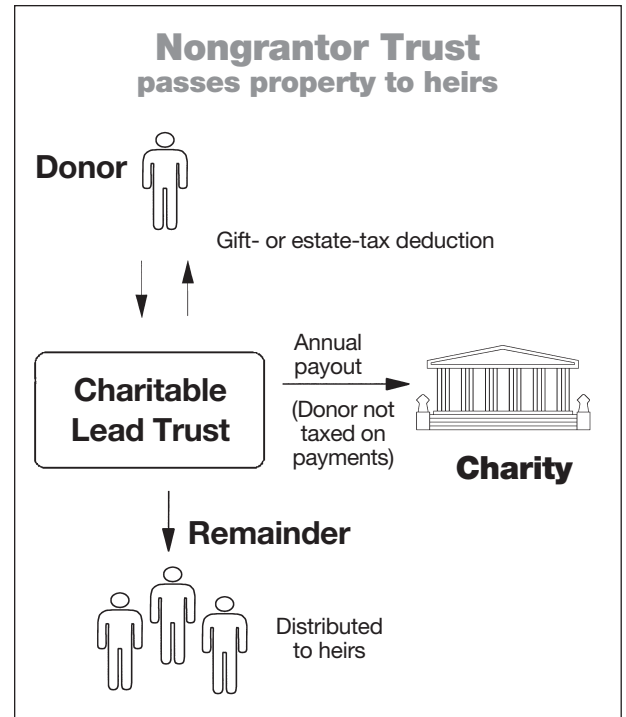 Nongrantor Trust
passes property to heirs
Donor
Gift- or estate-tax deduction
Charitable
Lead Trust
Annual
payout
(Donor not
taxed on
payments)
Charity
Remainder
Distributed
to heirs